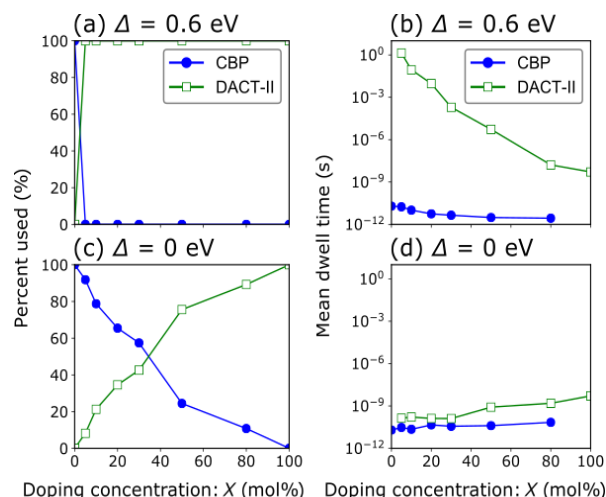 (a) Δ = 0.6 eV
(b) Δ = 0.6 eV
100
80
60
40
20
0
Percent used (%)
CBP
DACT-II
10⁰
10⁻³
10⁻⁶
10⁻⁹
10⁻¹²
Mean dwell time (s)
CBP
DACT-II
(c) Δ = 0 eV
(d) Δ = 0 eV
100
80
60
40
20
0
10⁰
10⁻³
10⁻⁶
10⁻⁹
10⁻¹²
0 20 40 60 80 100
0 20 40 60 80 100
Doping concentration: X (mol%)
Doping concentration: X (mol%)